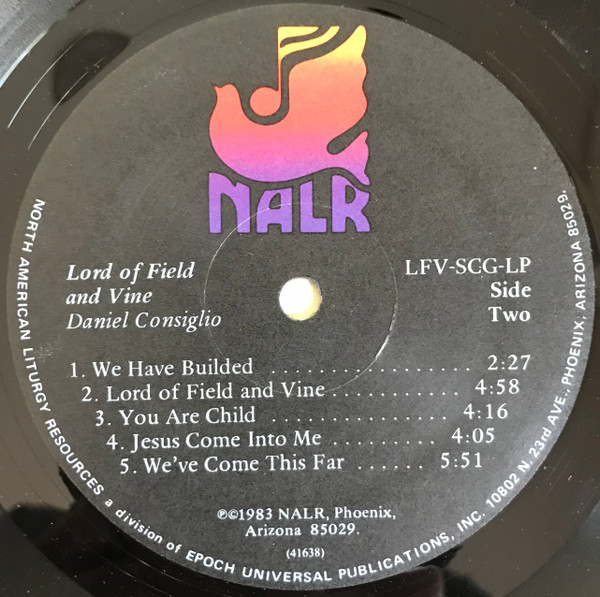 NALR
Lord of Field
and Vine
Daniel Consiglio
LFV-SCG-LP
Side
Two
1. We Have Builded . . . . . . . . . . . . . . . . . . 2:27
2. Lord of Field and Vine . . . . . . . . . . . . 4:58
3. You Are Child . . . . . . . . . . . . . . . . 4:16
4. Jesus Come Into Me . . . . . . . . . 4:05
5. We've Come This Far . . . . . . 5:51
℗©1983 NALR, Phoenix,
Arizona 85029.
(41638)
NORTH AMERICAN LITURGY RESOURCES a division of EPOCH UNIVERSAL PUBLICATIONS, INC. 10802 N. 23rd AVE., PHOENIX, ARIZONA 85029.